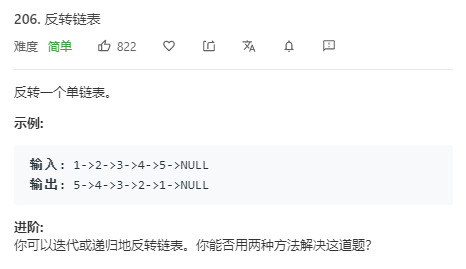 206. 反转链表
难度 简单 822
反转一个单链表。
示例:
输入: 1->2->3->4->5->NULL
输出: 5->4->3->2->1->NULL
进阶:
你可以迭代或递归地反转链表。你能否用两种方法解决这道题?